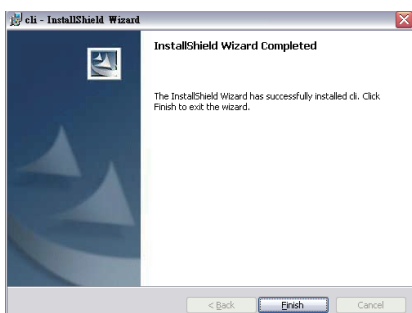 cli - InstallShield Wizard
InstallShield Wizard Completed
The InstallShield Wizard has successfully installed cli. Click
Finish to exit the wizard.
< Back
Finish
Cancel